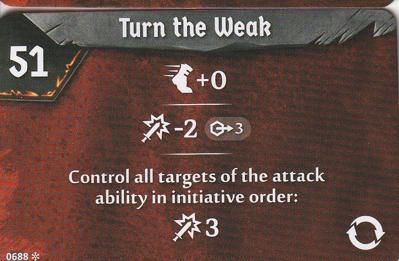 Turn the Weak
51
+0
-2 3
Control all targets of the attack
ability in initiative order:
3
0688